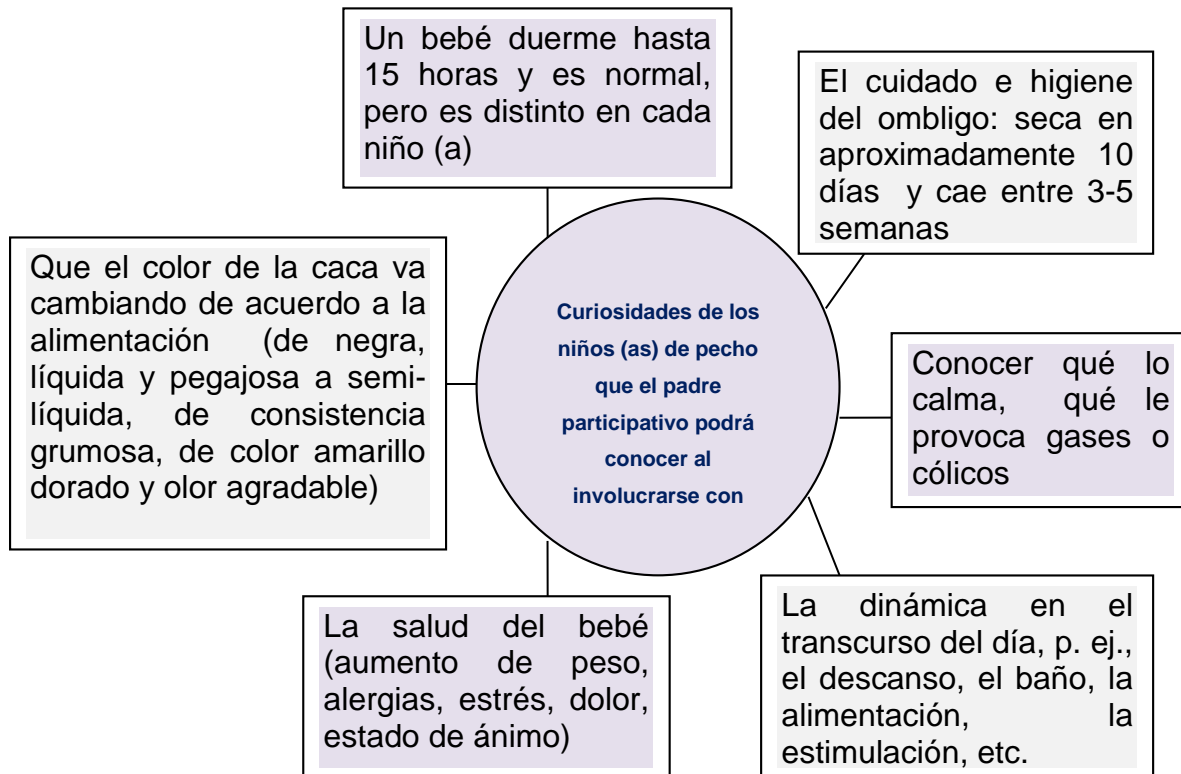 Un bebé duerme hasta
15 horas y es normal,
pero es distinto en cada
niño (a)
El cuidado e higiene
del ombligo: seca en
aproximadamente 10
días y cae entre 3-5
semanas
Que el color de la caca va
cambiando de acuerdo a la
alimentación (de negra,
líquida y pegajosa a semi-
líquida, de consistencia
grumosa, de color amarillo
dorado y olor agradable)
Curiosidades de los
niños (as) de pecho
que el padre
participativo podrá
conocer al
involucrarse con
Conocer qué lo
calma, qué le
provoca gases o
cólicos
La salud del bebé
(aumento de peso,
alergias, estrés, dolor,
estado de ánimo)
La dinámica en el
transcurso del día, p. ej.,
el descanso, el baño, la
alimentación, la
estimulación, etc.